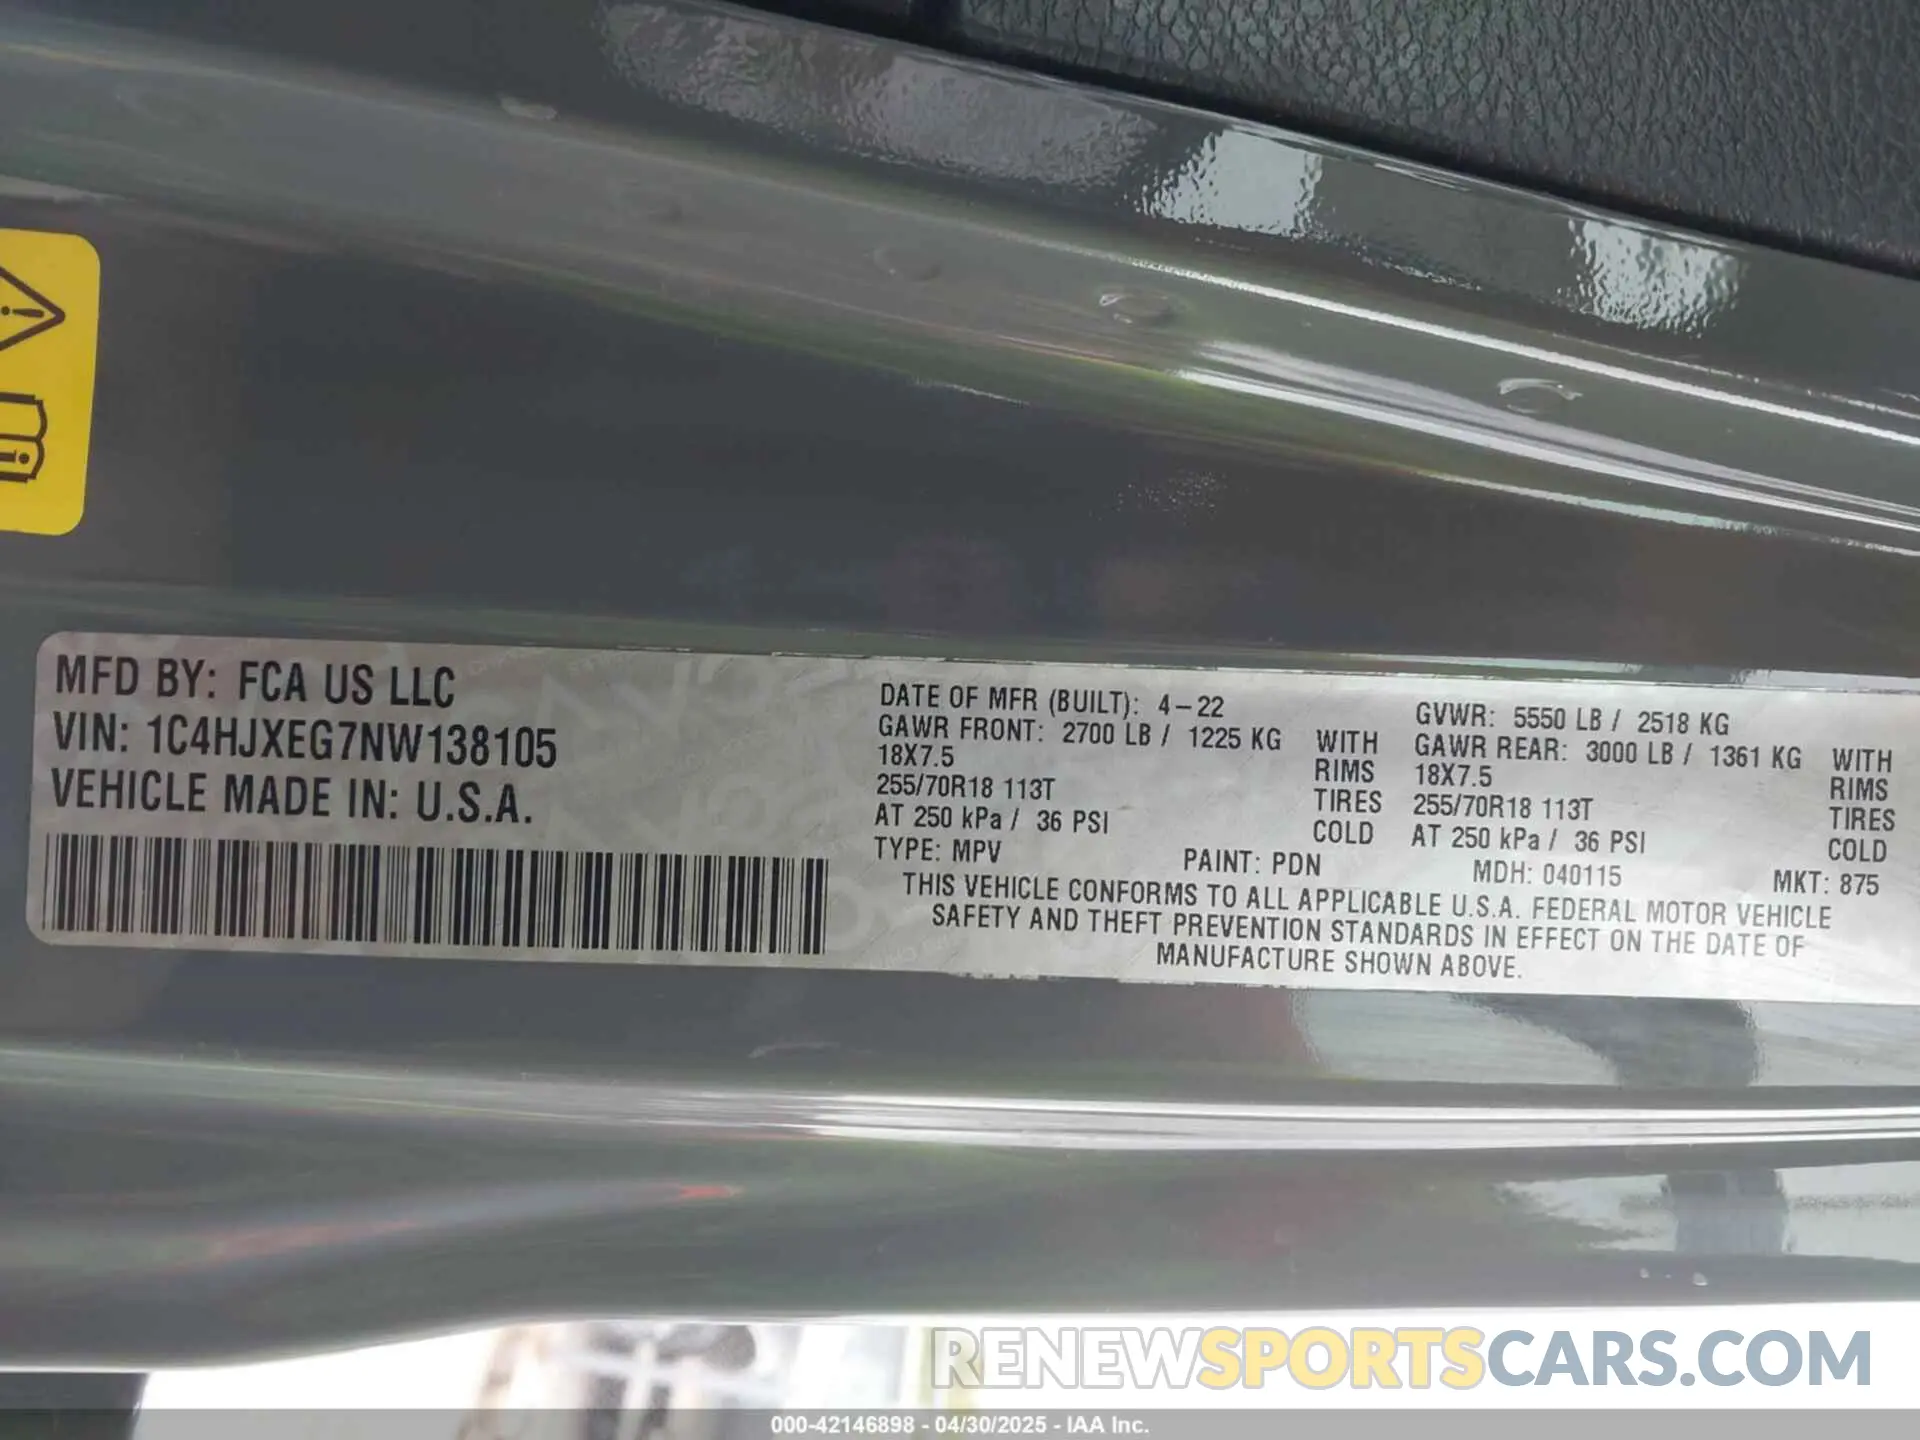 MFD BY: FCA US LLC
VIN: 1C4HJXEG7NW138105
VEHICLE MADE IN: U.S.A.
DATE OF MFR (BUILT): 4-22
GAWR FRONT: 2700 LB / 1225 KG WITH
18X7.5 RIMS
255/70R18 113T TIRES
AT 250 kPa / 36 PSI COLD
GVWR: 5550 LB / 2518 KG
GAWR REAR: 3000 LB / 1361 KG WITH
18X7.5 RIMS
255/70R18 113T TIRES
AT 250 kPa / 36 PSI COLD
TYPE: MPV PAINT: PDN MDH: 040115 MKT: 875
THIS VEHICLE CONFORMS TO ALL APPLICABLE U.S.A. FEDERAL MOTOR VEHICLE
SAFETY AND THEFT PREVENTION STANDARDS IN EFFECT ON THE DATE OF
MANUFACTURE SHOWN ABOVE.
RENEWSPORTSCARS.COM
000-42146898 - 04/30/2025 - IAA Inc.